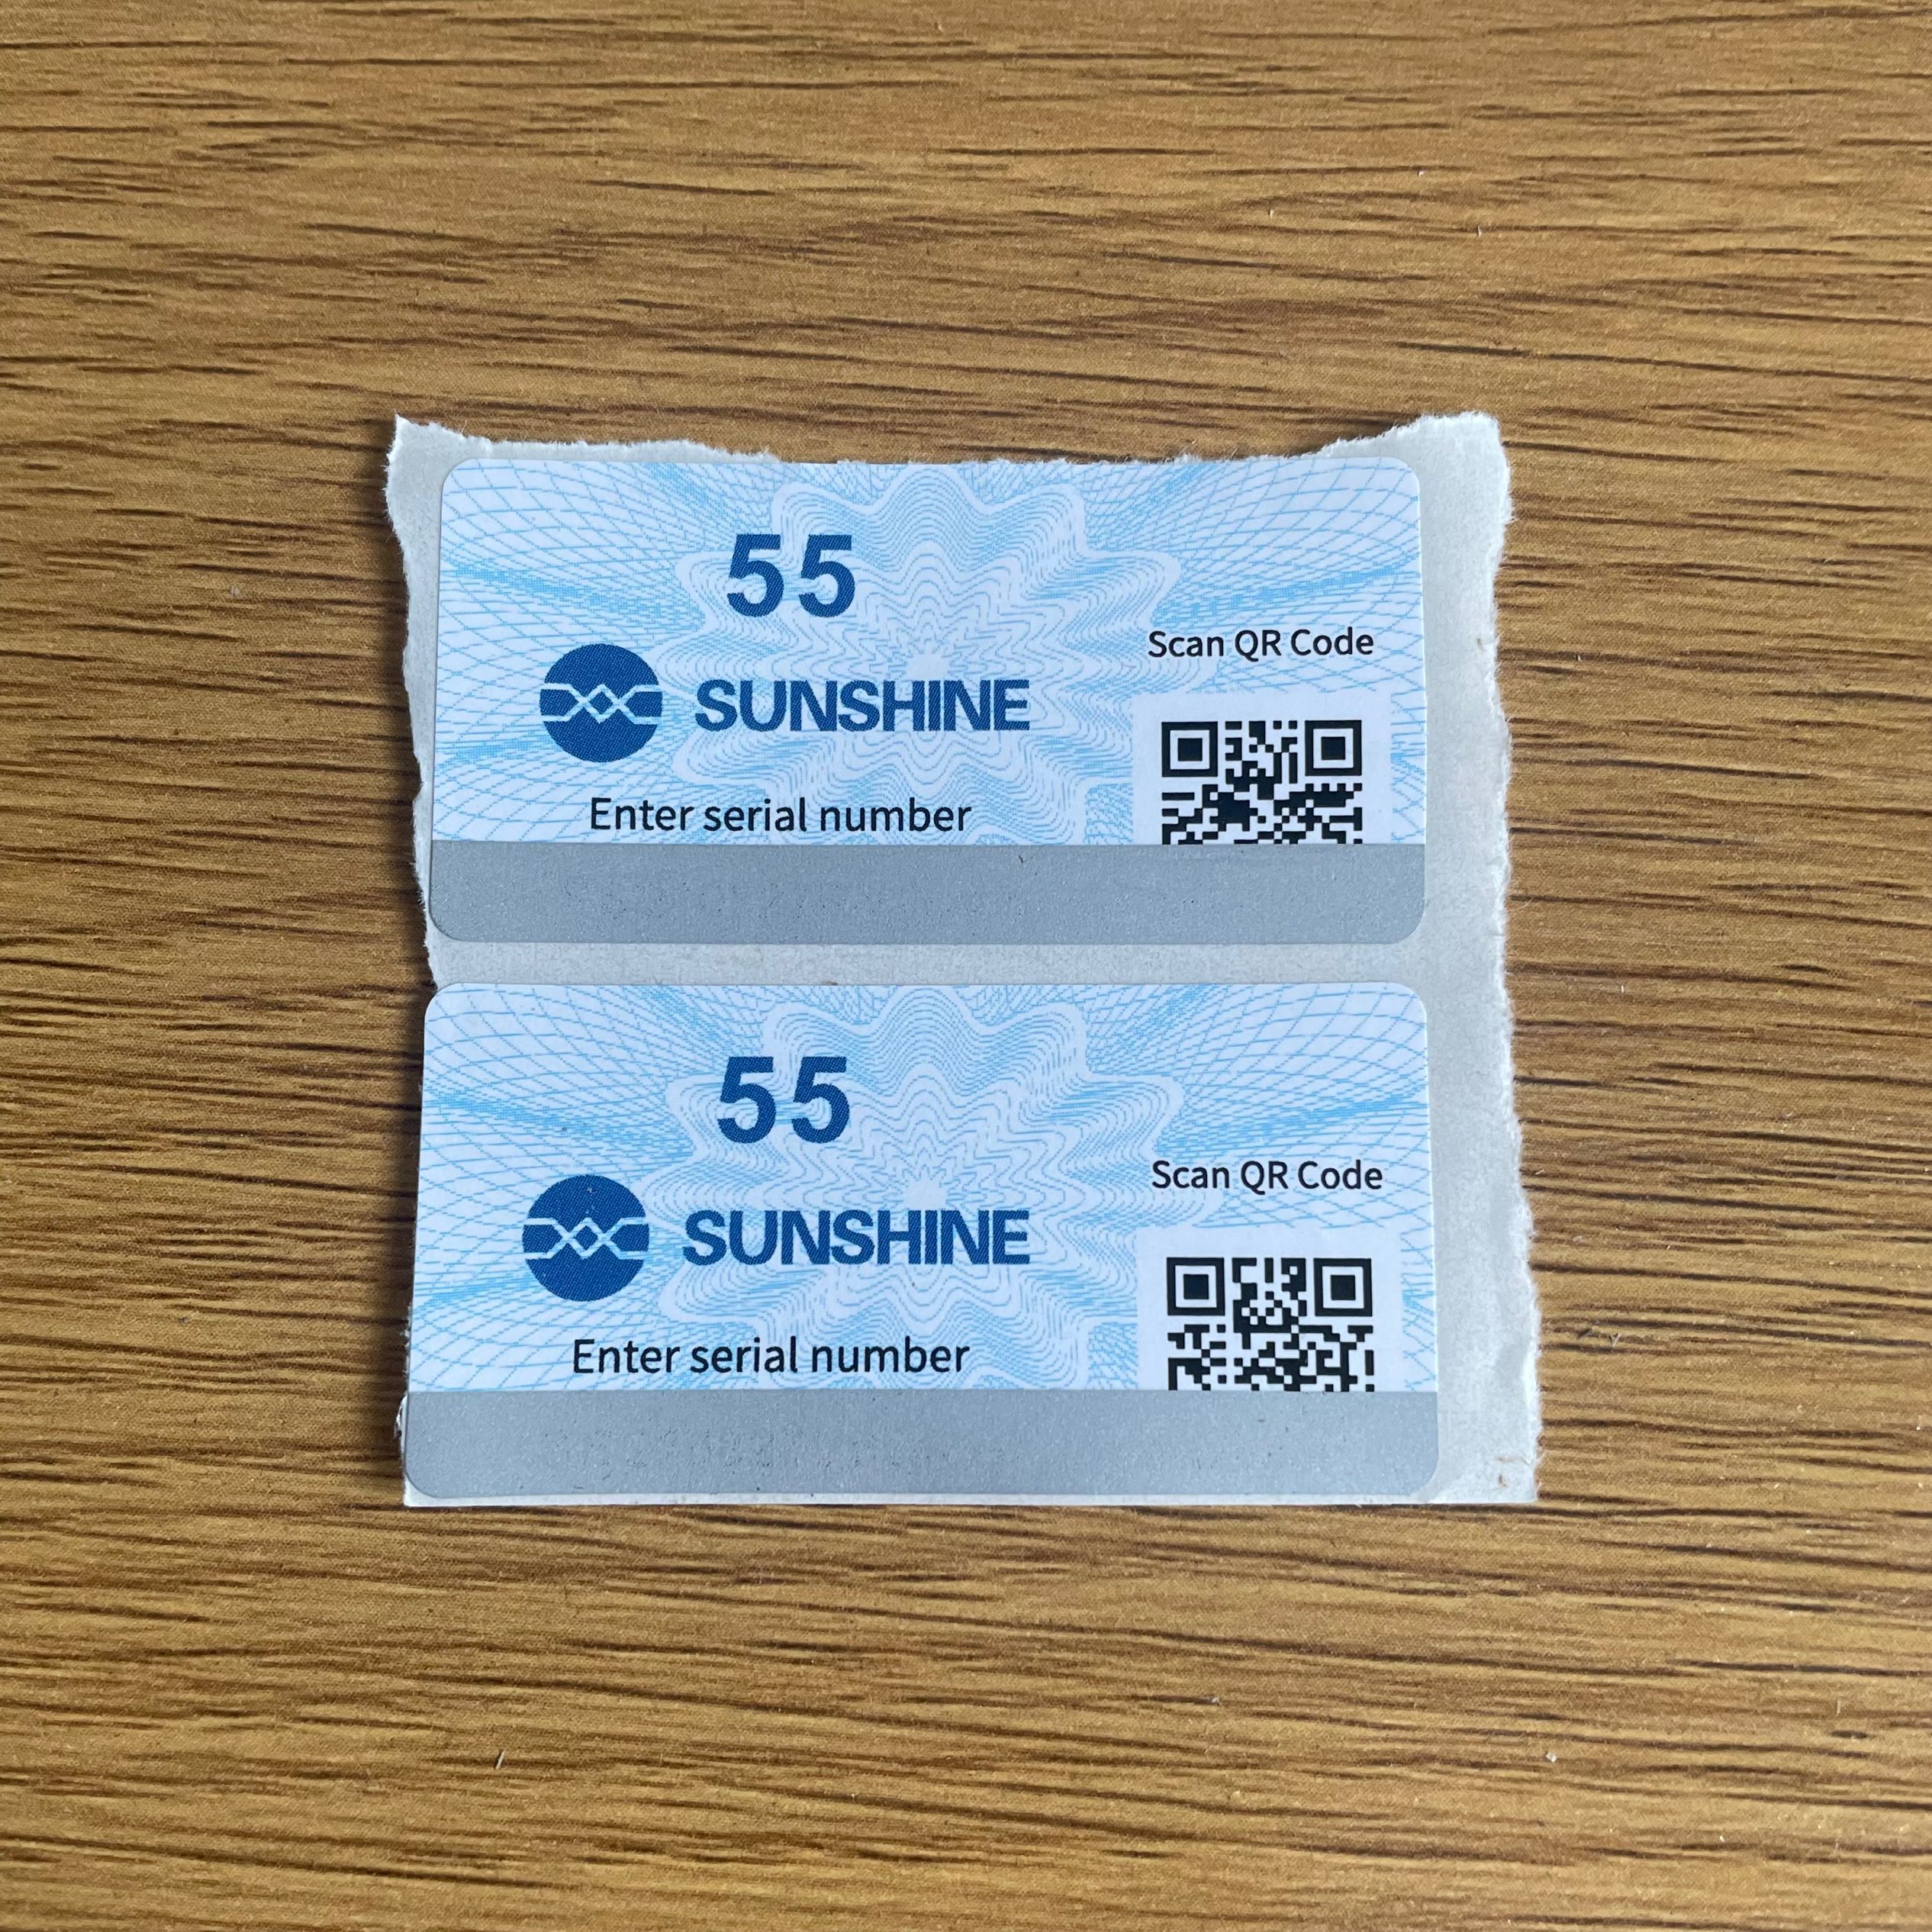 55
Scan QR Code
SUNSHINE
Enter serial number
55
Scan QR Code
SUNSHINE
Enter serial number